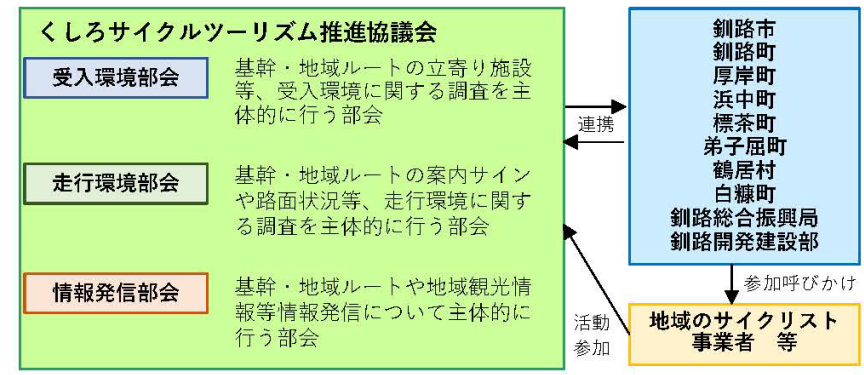 くしろサイクルツーリズム推進協議会
受入環境部会
基幹・地域ルートの立寄り施設
等、受入環境に関する調査を主
体的に行う部会
走行環境部会
基幹・地域ルートの案内サイン
や路面状況等、走行環境に関す
る調査を主体的に行う部会
情報発信部会
基幹・地域ルートや地域観光情
報等情報発信について主体的に
行う部会
連携
釧路市
釧路町
厚岸町
浜中町
標茶町
弟子屈町
鶴居村
白糠町
釧路総合振興局
釧路開発建設部
参加呼びかけ
地域のサイクリスト
事業者　等
活動
参加